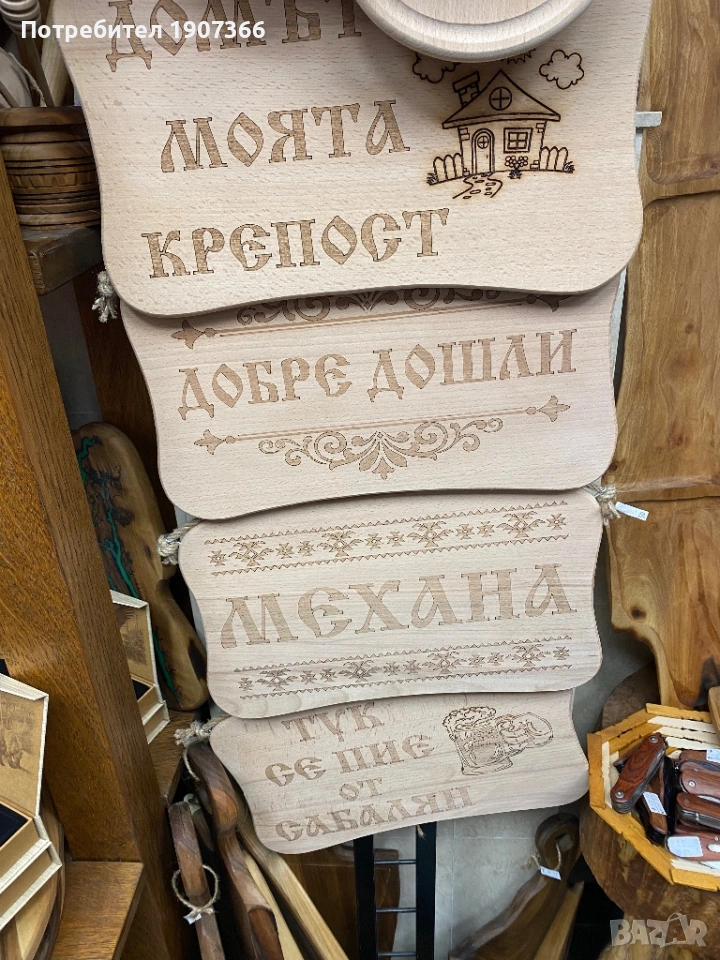 Потребител 1907366
ДОМЪТ
МОЯТА
КРЕПОСТ
ДОБРЕ ДОШЛИ
МЕХАНА
ТУК
СЕ ПИЕ
ОТ
САБАЛЯН
BAZAR